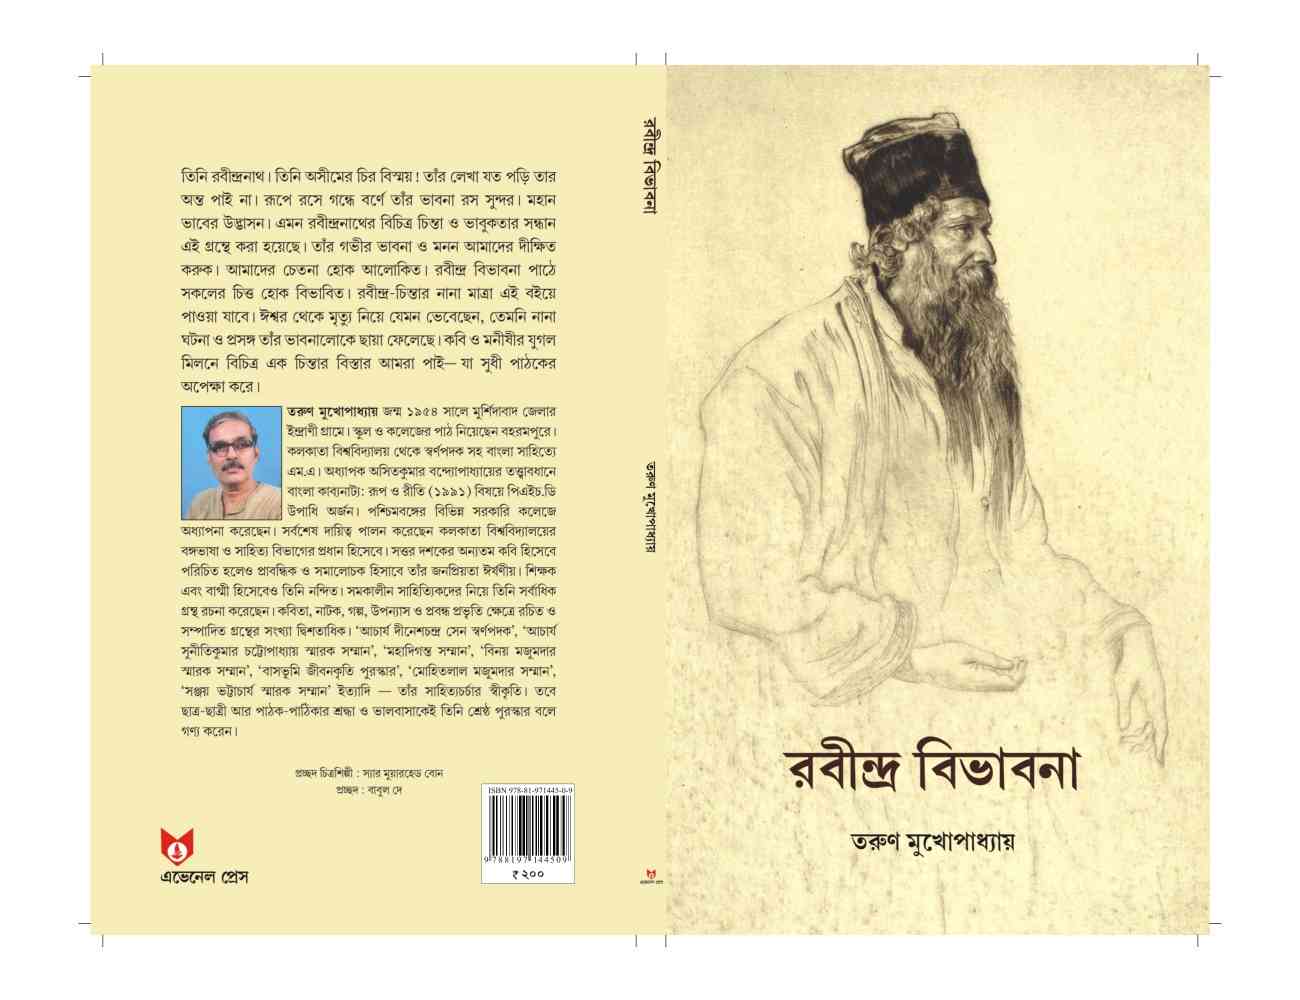 তিনি রবীন্দ্রনাথ। তিনি অসীমের চির বিস্ময়! তাঁর লেখা যত পড়ি তার
অন্ত পাই না। রূপে রসে গন্ধে বর্ণে তাঁর ভাবনা রস সুন্দর। মহান
ভাবের উদ্ভাসন। এমন রবীন্দ্রনাথের বিচিত্র চিন্তা ও ভাবুকতার সন্ধান
এই গ্রন্থে করা হয়েছে। তাঁর গভীর ভাবনা ও মনন আমাদের দীক্ষিত
করুক। আমাদের চেতনা হোক আলোকিত। রবীন্দ্র বিভাবনা পাঠে
সকলের চিত্ত হোক বিভাবিত। রবীন্দ্র-চিন্তার নানা মাত্রা এই বইয়ে
পাওয়া যাবে। ঈশ্বর থেকে মৃত্যু নিয়ে যেমন ভেবেছেন, তেমনি নানা
ঘটনা ও প্রসঙ্গ তাঁর ভাবনালোকে ছায়া ফেলেছে। কবি ও মনীষীর যুগল
মিলনে বিচিত্র এক চিন্তার বিস্তার আমরা পাই— যা সুধী পাঠকের
অপেক্ষা করে।
তরুণ মুখোপাধ্যায় জন্ম ১৯৫৪ সালে মুর্শিদাবাদ জেলার
ইন্দ্রাণী গ্রামে। স্কুল ও কলেজের পাঠ নিয়েছেন বহরমপুরে।
কলকাতা বিশ্ববিদ্যালয় থেকে স্বর্ণপদক সহ বাংলা সাহিত্যে
এম.এ। অধ্যাপক অসিতকুমার বন্দ্যোপাধ্যায়ের তত্ত্বাবধানে
বাংলা কাব্যনাট্য: রূপ ও রীতি (১৯৯১) বিষয়ে পিএইচ.ডি
উপাধি অর্জন। পশ্চিমবঙ্গের বিভিন্ন সরকারি কলেজে
অধ্যাপনা করেছেন। সর্বশেষ দায়িত্ব পালন করেছেন কলকাতা বিশ্ববিদ্যালয়ের
বঙ্গভাষা ও সাহিত্য বিভাগের প্রধান হিসেবে। সত্তর দশকের অন্যতম কবি হিসেবে
পরিচিত হলেও প্রাবন্ধিক ও সমালোচক হিসাবে তাঁর জনপ্রিয়তা ঈর্ষণীয়। শিক্ষক
এবং বাগ্মী হিসেবেও তিনি নন্দিত। সমকালীন সাহিত্যিকদের নিয়ে তিনি সর্বাধিক
গ্রন্থ রচনা করেছেন। কবিতা, নাটক, গল্প, উপন্যাস ও প্রবন্ধ প্রভৃতি ক্ষেত্রে রচিত ও
সম্পাদিত গ্রন্থের সংখ্যা দ্বিশতাধিক। ‘আচার্য দীনেশচন্দ্র সেন স্বর্ণপদক’, ‘আচার্য
সুনীতিকুমার চট্টোপাধ্যায় স্মারক সম্মান’, ‘মহাদিগন্ত সম্মান’, ‘বিনয় মজুমদার
স্মারক সম্মান’, ‘বাসভূমি জীবনকৃতি পুরস্কার’, ‘মোহিতলাল মজুমদার সম্মান’,
‘সঞ্জয় ভট্টাচার্য স্মারক সম্মান’ ইত্যাদি — তাঁর সাহিত্যচর্চার স্বীকৃতি। তবে
ছাত্র-ছাত্রী আর পাঠক-পাঠিকার শ্রদ্ধা ও ভালবাসাকেই তিনি শ্রেষ্ঠ পুরস্কার বলে
গণ্য করেন।
প্রচ্ছদ চিত্রশিল্পী : স্যার মুয়ারহেড বোন
প্রচ্ছদ : বাবুল দে
এভেনেল প্রেস
ISBN 978-81-971445-0-9
9 788197 144509
₹ ২০০
রবীন্দ্র বিভাবনা
তরুণ মুখোপাধ্যায়
এভেনেল প্রেস
রবীন্দ্র বিভাবনা
তরুণ মুখোপাধ্যায়